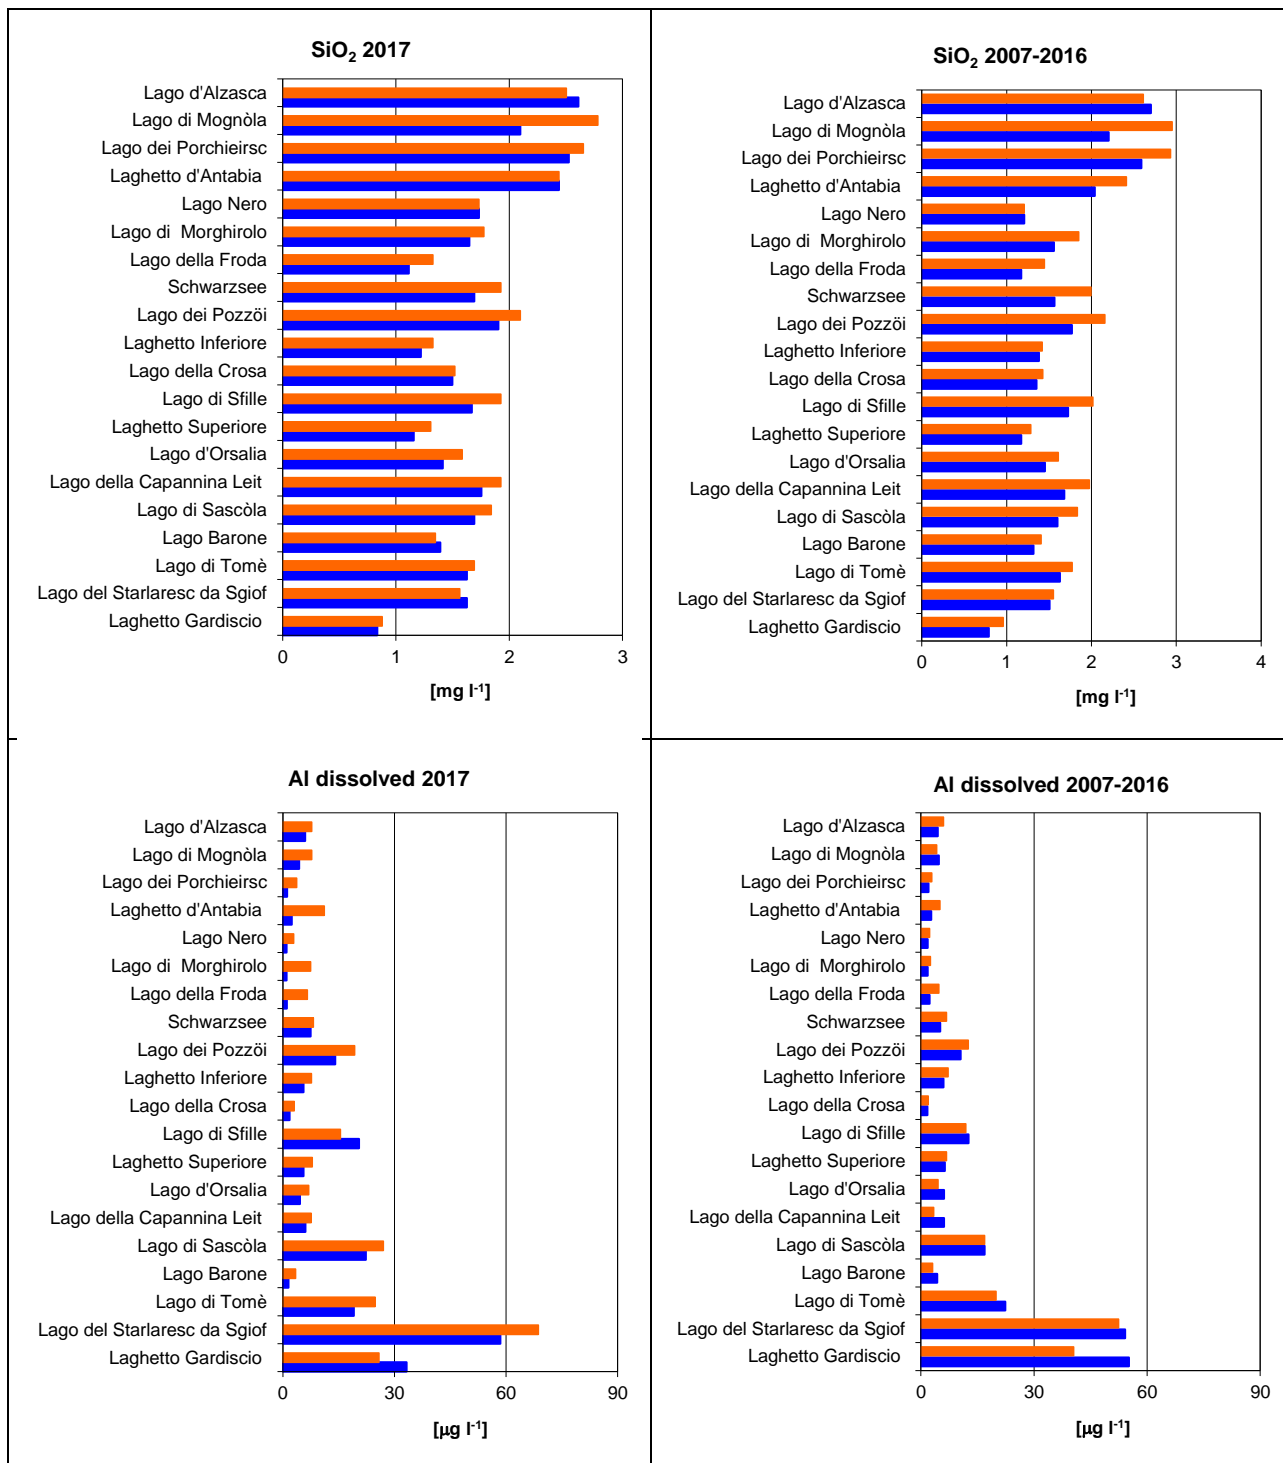 SiO₂ 2017
Lago d'Alzasca
Lago di Mognòla
Lago dei Porchieirsc
Laghetto d'Antabia
Lago Nero
Lago di  Morghirolo
Lago della Froda
Schwarzsee
Lago dei Pozzöi
Laghetto Inferiore
Lago della Crosa
Lago di Sfille
Laghetto Superiore
Lago d'Orsalia
Lago della Capannina Leit
Lago di Sascòla
Lago Barone
Lago di Tomè
Lago del Starlaresc da Sgiof
Laghetto Gardiscio
0 1 2 3
[mg l⁻¹]
SiO₂ 2007-2016
Lago d'Alzasca
Lago di Mognòla
Lago dei Porchieirsc
Laghetto d'Antabia
Lago Nero
Lago di  Morghirolo
Lago della Froda
Schwarzsee
Lago dei Pozzöi
Laghetto Inferiore
Lago della Crosa
Lago di Sfille
Laghetto Superiore
Lago d'Orsalia
Lago della Capannina Leit
Lago di Sascòla
Lago Barone
Lago di Tomè
Lago del Starlaresc da Sgiof
Laghetto Gardiscio
0 1 2 3 4
[mg l⁻¹]
Al dissolved 2017
Lago d'Alzasca
Lago di Mognòla
Lago dei Porchieirsc
Laghetto d'Antabia
Lago Nero
Lago di  Morghirolo
Lago della Froda
Schwarzsee
Lago dei Pozzöi
Laghetto Inferiore
Lago della Crosa
Lago di Sfille
Laghetto Superiore
Lago d'Orsalia
Lago della Capannina Leit
Lago di Sascòla
Lago Barone
Lago di Tomè
Lago del Starlaresc da Sgiof
Laghetto Gardiscio
0 30 60 90
[µg l⁻¹]
Al dissolved 2007-2016
Lago d'Alzasca
Lago di Mognòla
Lago dei Porchieirsc
Laghetto d'Antabia
Lago Nero
Lago di  Morghirolo
Lago della Froda
Schwarzsee
Lago dei Pozzöi
Laghetto Inferiore
Lago della Crosa
Lago di Sfille
Laghetto Superiore
Lago d'Orsalia
Lago della Capannina Leit
Lago di Sascòla
Lago Barone
Lago di Tomè
Lago del Starlaresc da Sgiof
Laghetto Gardiscio
0 30 60 90
[µg l⁻¹]